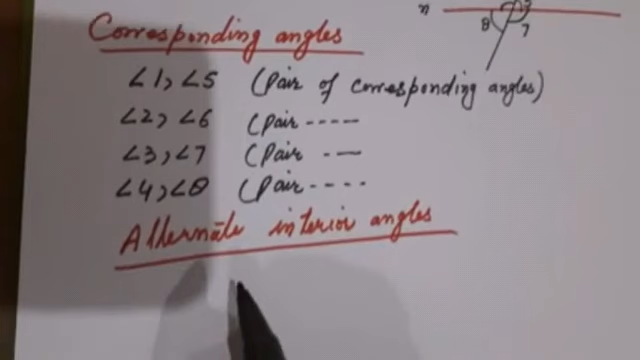 n
8 7
Corresponding angles
∠1, ∠5 (Pair of corresponding angles)
∠2, ∠6 (Pair ----
∠3, ∠7 (Pair --
∠4, ∠8 (Pair ----
Alternate interior angles